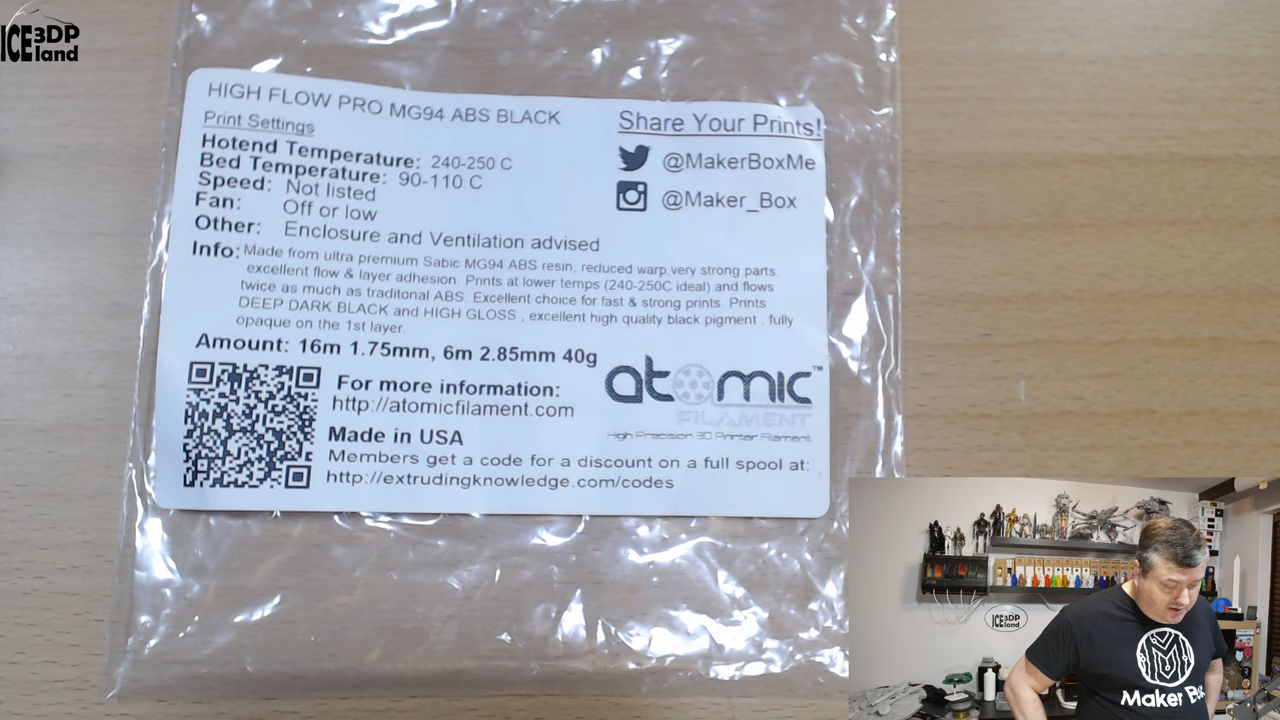 ICE 3DP land
HIGH FLOW PRO MG94 ABS BLACK
Print Settings
Hotend Temperature: 240-250 C
Bed Temperature: 90-110 C
Speed: Not listed
Fan: Off or low
Other: Enclosure and Ventilation advised
Info: Made from ultra premium Sabic MG94 ABS resin, reduced warp,very strong parts,
excellent flow & layer adhesion. Prints at lower temps (240-250C ideal) and flows
twice as much as traditonal ABS. Excellent choice for fast & strong prints. Prints
DEEP DARK BLACK and HIGH GLOSS , excellent high quality black pigment , fully
opaque on the 1st layer.
Amount: 16m 1.75mm, 6m 2.85mm 40g
Share Your Prints!
@MakerBoxMe
@Maker_Box
For more information:
http://atomicfilament.com
Made in USA
Members get a code for a discount on a full spool at:
http://extrudingknowledge.com/codes
atomic™
FILAMENT
High Precision 3D Printer Filament
ICE 3DP land
Maker Box